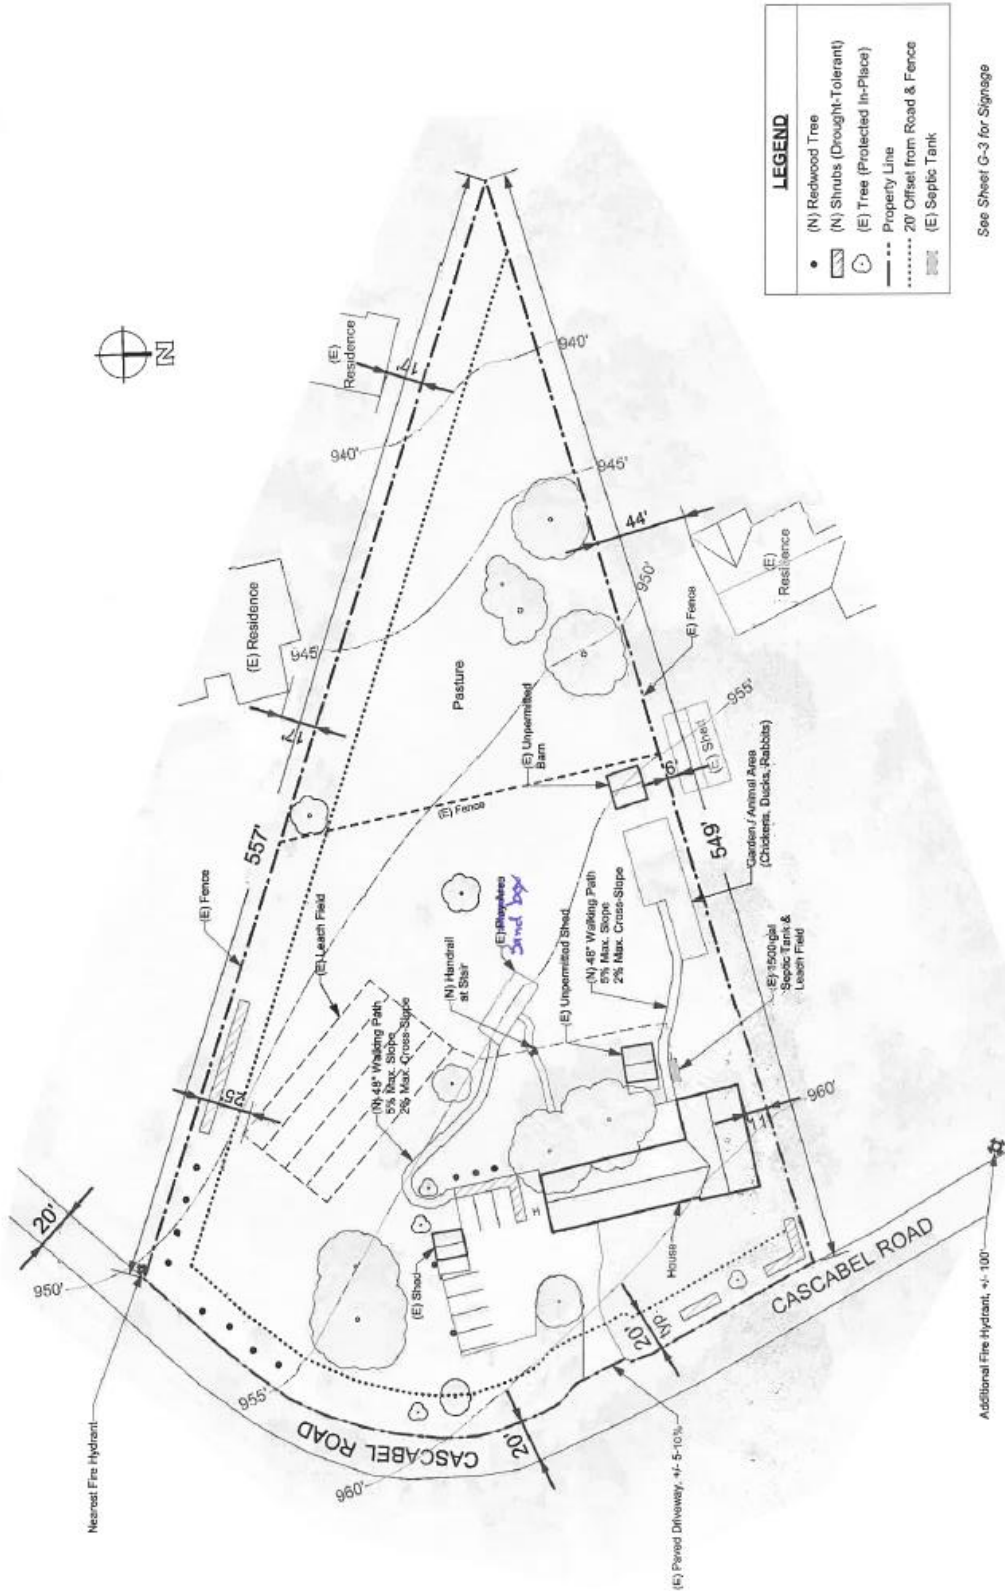 LEGEND
(N) Redwood Tree
(N) Shrubs (Drought-Tolerant)
(E) Tree (Protected In-Place)
Property Line
20' Offset from Road & Fence
(E) Septic Tank
See Sheet G-3 for Signage
N
(E)
Residence
17'
940'
940'
(E) Residence
945'
945'
17'
44'
(E)
Residence
950'
(E) Fence
Pasture
955'
(E) Unpermitted
Barn
(E) Shed
6'
(E) Fence
557'
549'
Garden / Animal Area
(Chickens, Ducks, Rabbits)
(E) Fence
(E) Leach Field
(E) Play Area
Sand box
(N) Handrail
at Stair
(E) Unpermitted Shed
(N) 48" Walking Path
5% Max. Slope
2% Max. Cross-Slope
(E) 1500gal
Septic Tank &
Leach Field
(N) 48" Walking Path
5% Max. Slope
2% Max. Cross-Slope
35'
11'
960'
20'
950'
(E) Shed
House
H
CASCABEL ROAD
20'
typ
955'
CASCABEL ROAD
20'
960'
Nearest Fire Hydrant
(E) Paved Driveway, +/- 5-10%
Additional Fire Hydrant, +/- 100'